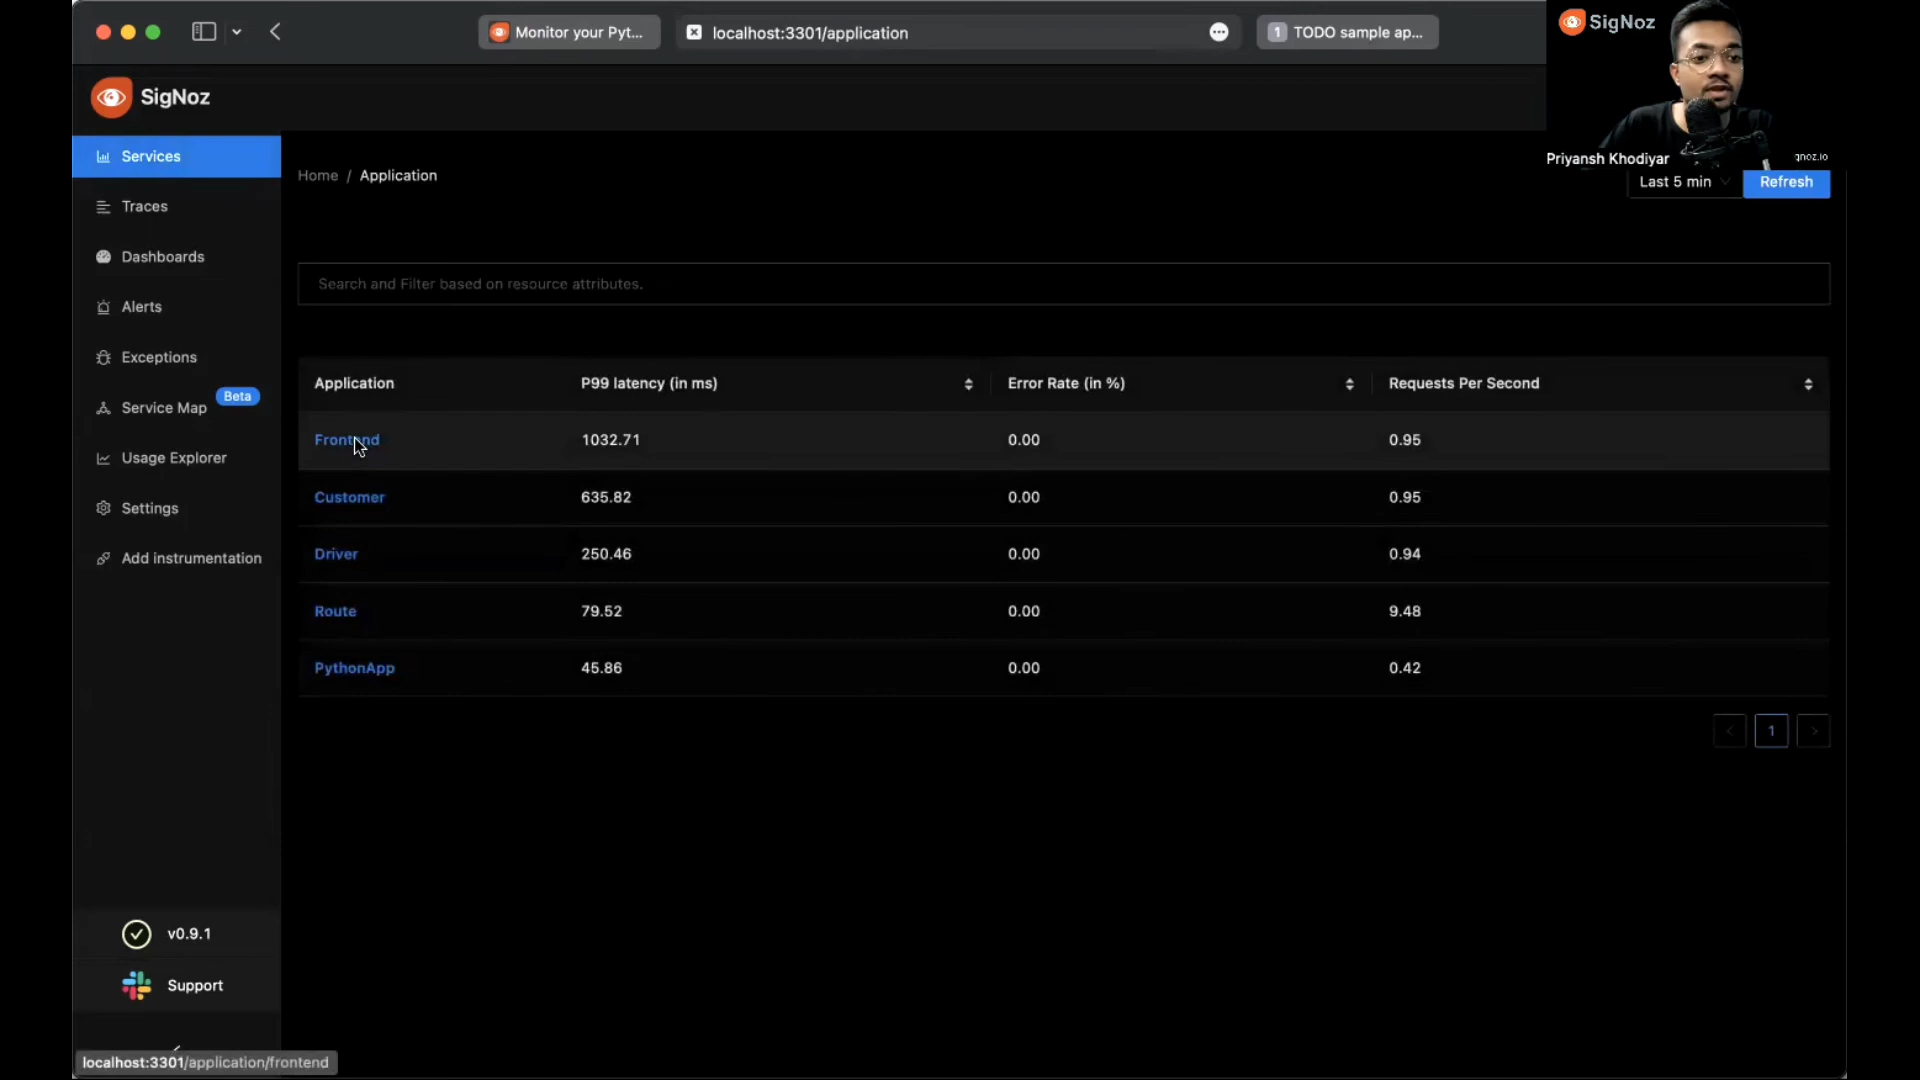 Monitor your Pyt...
localhost:3301/application
1 TODO sample ap...
SigNoz
SigNoz
Priyansh Khodiyar
qnoz.io
Services
Traces
Dashboards
Alerts
Exceptions
Service Map Beta
Usage Explorer
Settings
Add instrumentation
Home / Application
Last 5 min
Refresh
Search and Filter based on resource attributes.
Application P99 latency (in ms) Error Rate (in %) Requests Per Second
Frontend 1032.71 0.00 0.95
Customer 635.82 0.00 0.95
Driver 250.46 0.00 0.94
Route 79.52 0.00 9.48
PythonApp 45.86 0.00 0.42
< 1 >
v0.9.1
Support
localhost:3301/application/frontend